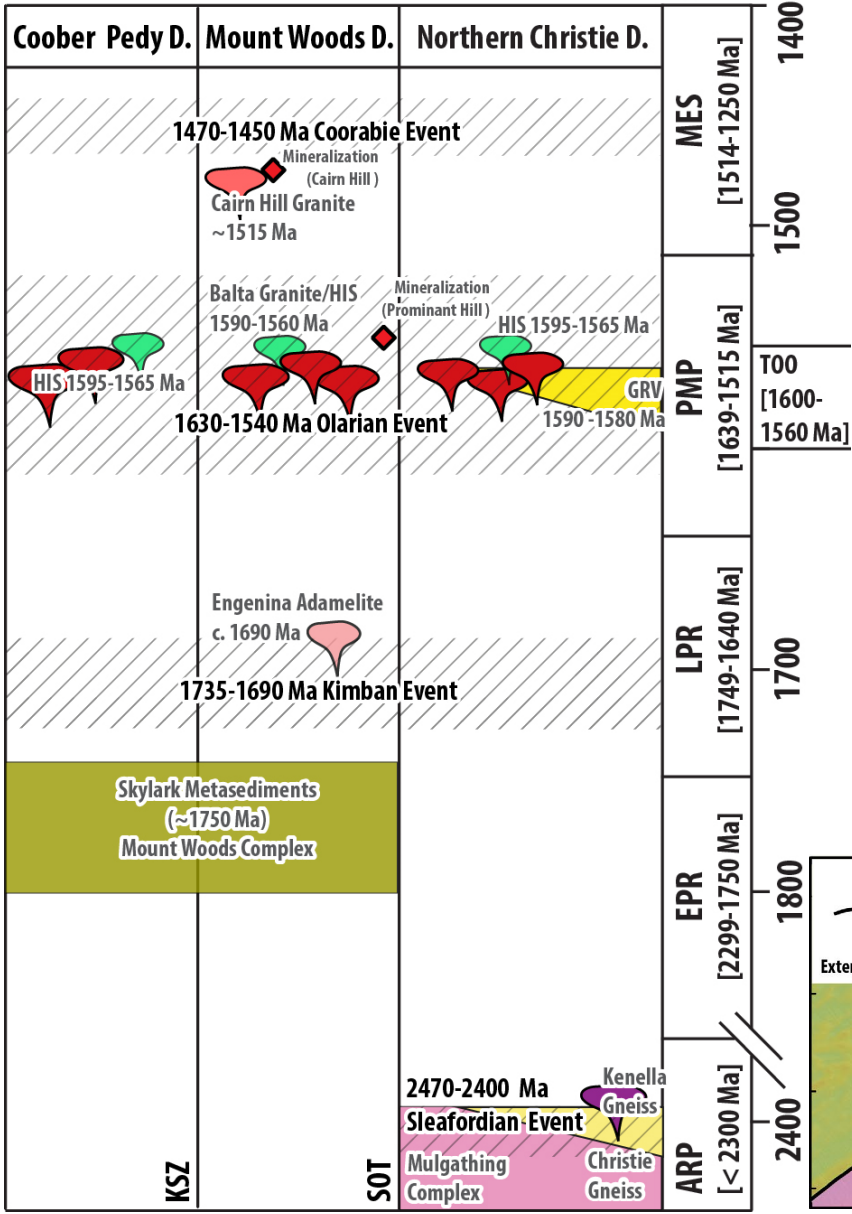 Coober Pedy D.
Mount Woods D.
Northern Christie D.
1470-1450 Ma Coorabie Event
Mineralization
(Cairn Hill )
Cairn Hill Granite
~1515 Ma
Balta Granite/HIS
1590-1560 Ma
Mineralization
(Prominant Hill )
HIS 1595-1565 Ma
HIS 1595-1565 Ma
GRV
1590 -1580 Ma
1630-1540 Ma Olarian Event
Engenina Adamelite
c. 1690 Ma
1735-1690 Ma Kimban Event
Skylark Metasediments
(~1750 Ma)
Mount Woods Complex
2470-2400 Ma
Sleafordian Event
Kenella
Gneiss
Mulgathing
Complex
Christie
Gneiss
KSZ
SOT
MES
[1514-1250 Ma]
PMP
[1639-1515 Ma]
LPR
[1749-1640 Ma]
EPR
[2299-1750 Ma]
ARP
[< 2300 Ma]
1400
1500
T00
[1600-
1560 Ma]
1700
1800
2400
Exter